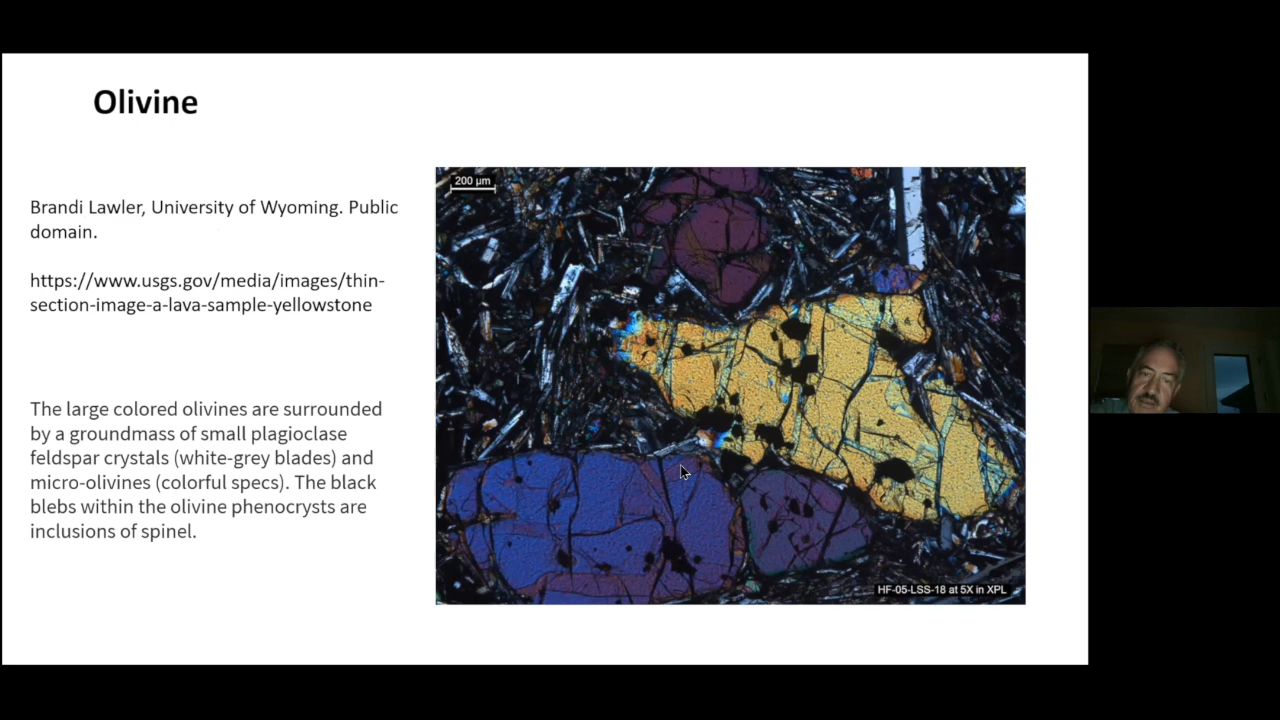 Olivine
Brandi Lawler, University of Wyoming. Public
domain.
https://www.usgs.gov/media/images/thin-
section-image-a-lava-sample-yellowstone
The large colored olivines are surrounded
by a groundmass of small plagioclase
feldspar crystals (white-grey blades) and
micro-olivines (colorful specs). The black
blebs within the olivine phenocrysts are
inclusions of spinel.
200 µm
HF-05-LSS-18 at 5X in XPL